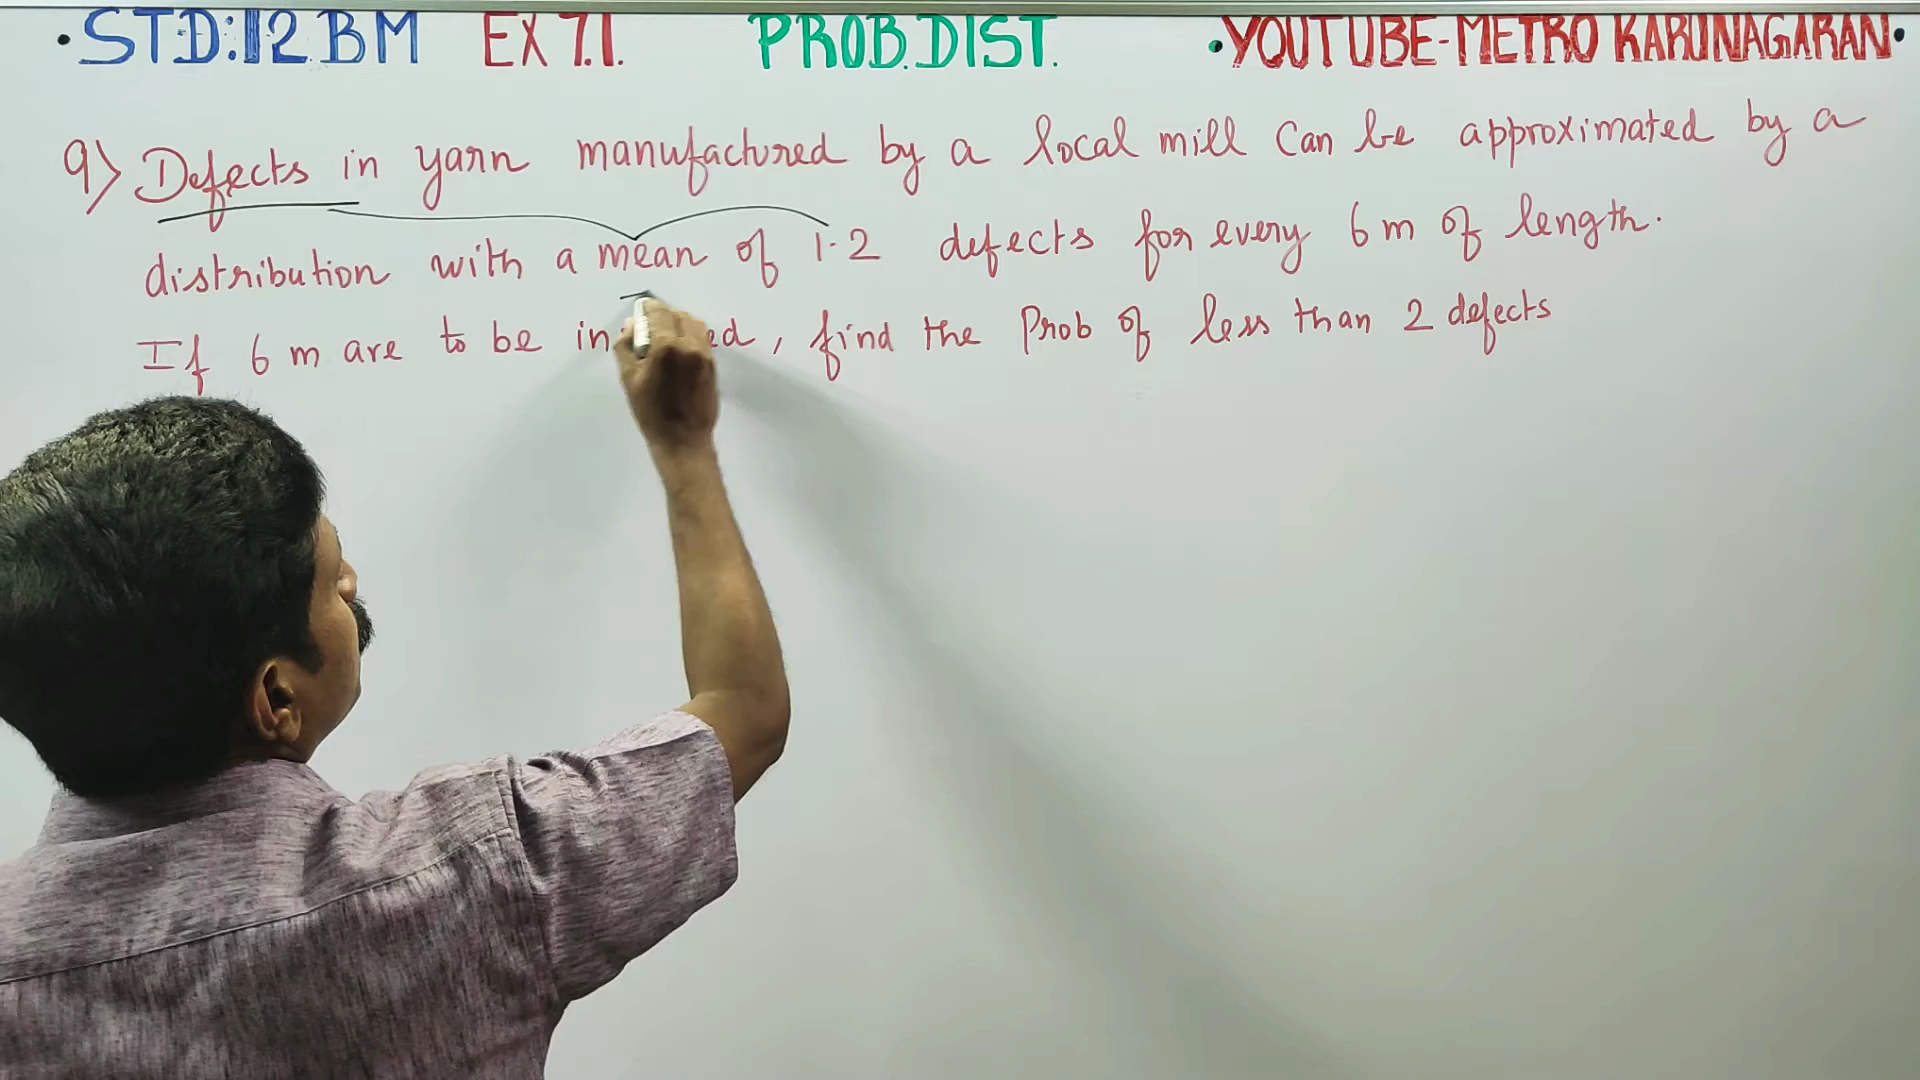 •STD:12.BM EX 7.1. PROB.DIST. •YOUTUBE-METRO KARUNAGARAN•
9) Defects in yarn manufactured by a local mill can be approximated by a
distribution with a mean of 1.2 defects for every 6 m of length.
If 6 m are to be , find the Prob of less than 2 defects